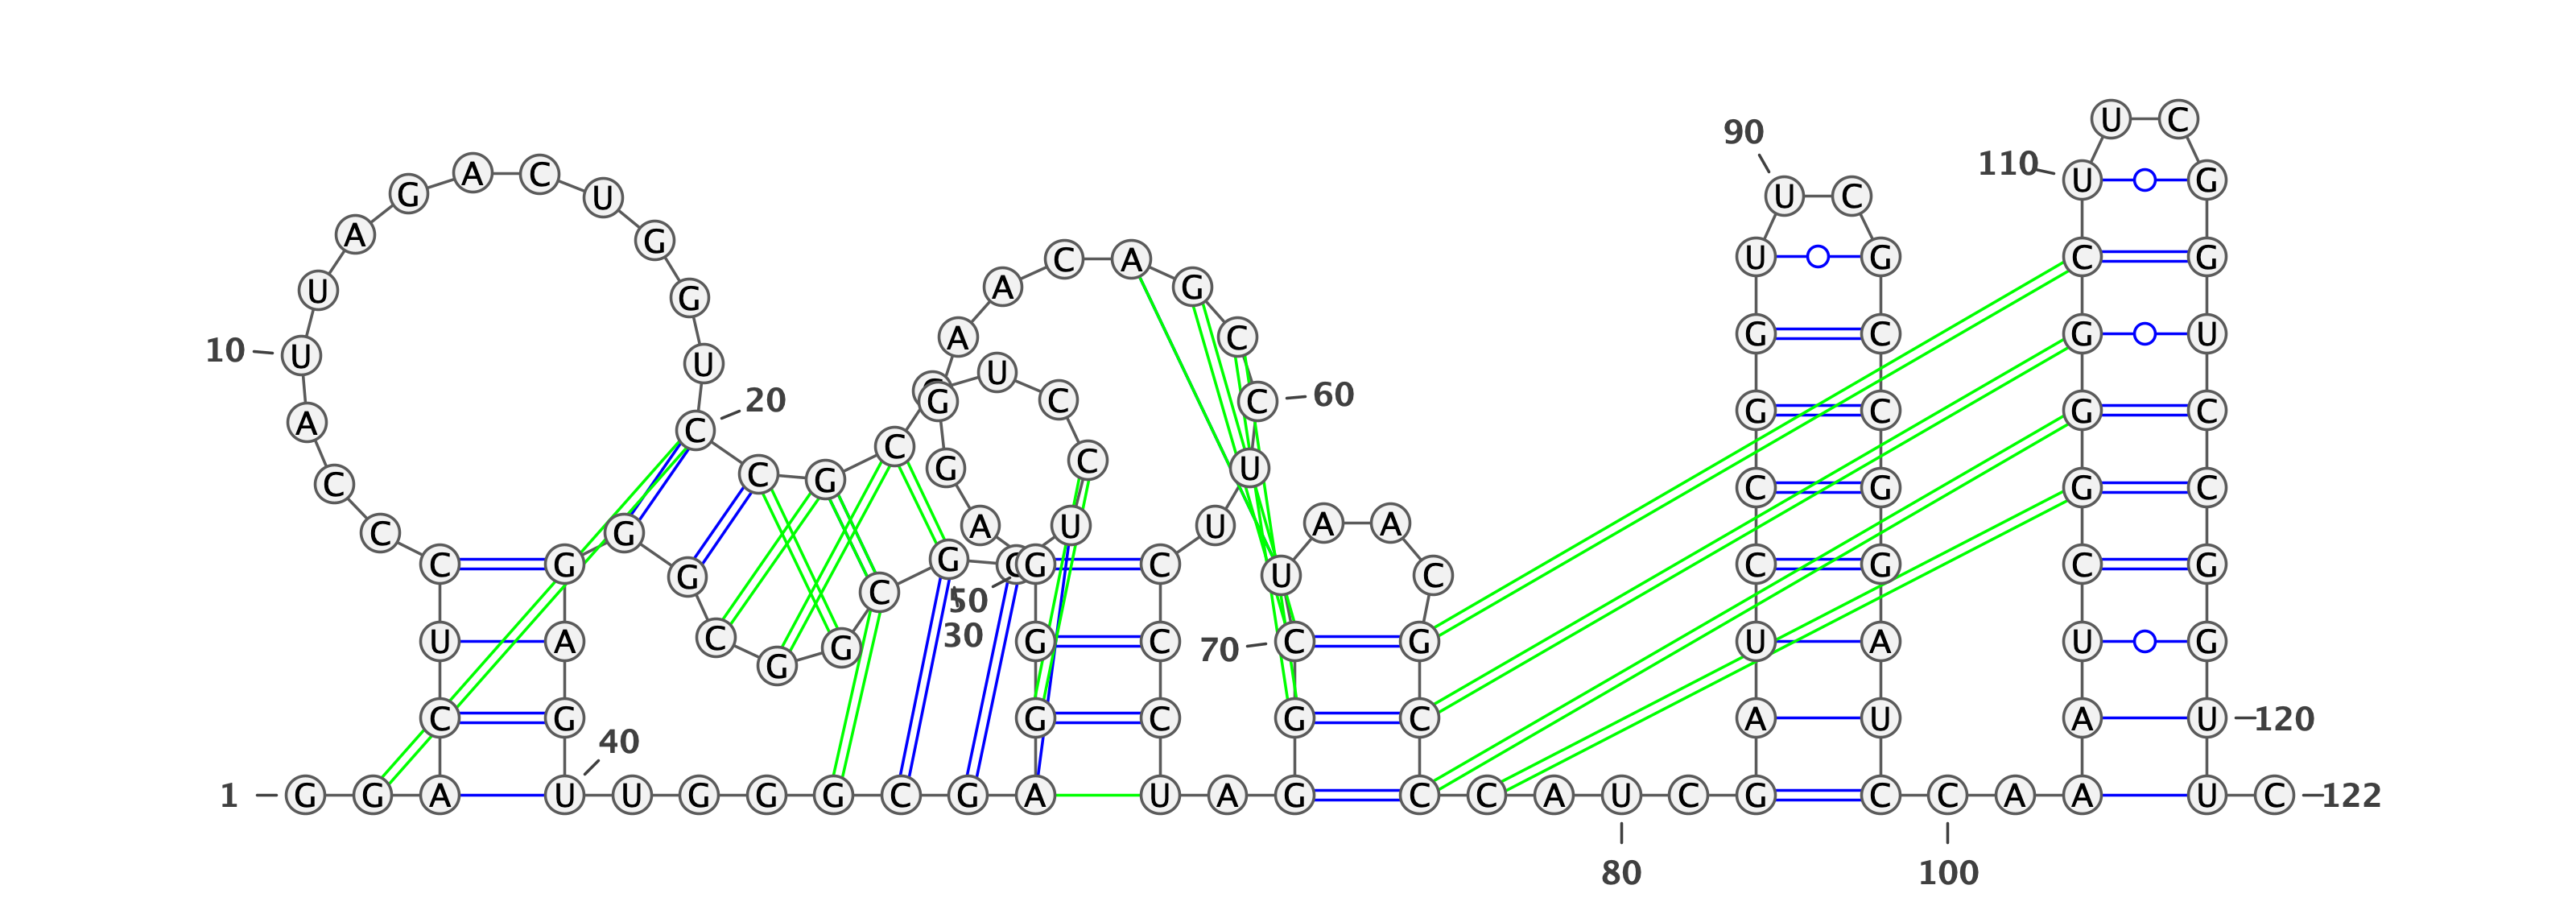 U C
90
110 U G
A C
G U
U C
A G
U G C G
C A
A G U G G U
U G
A C
G C G C G U
10 U U
U
G C G C
C 20 60
G C
A C C
G C
G G C
C G U C G C G
A A
C G
A U U
G
C
C G G C G C G C G
U C
C 50
30
U A G C C G U A U G
C 70
G
G
40
C G G C G C A U A U 120
1 G G A U U G G G C G A U A G C C A U C G C C A A U C 122
80 100